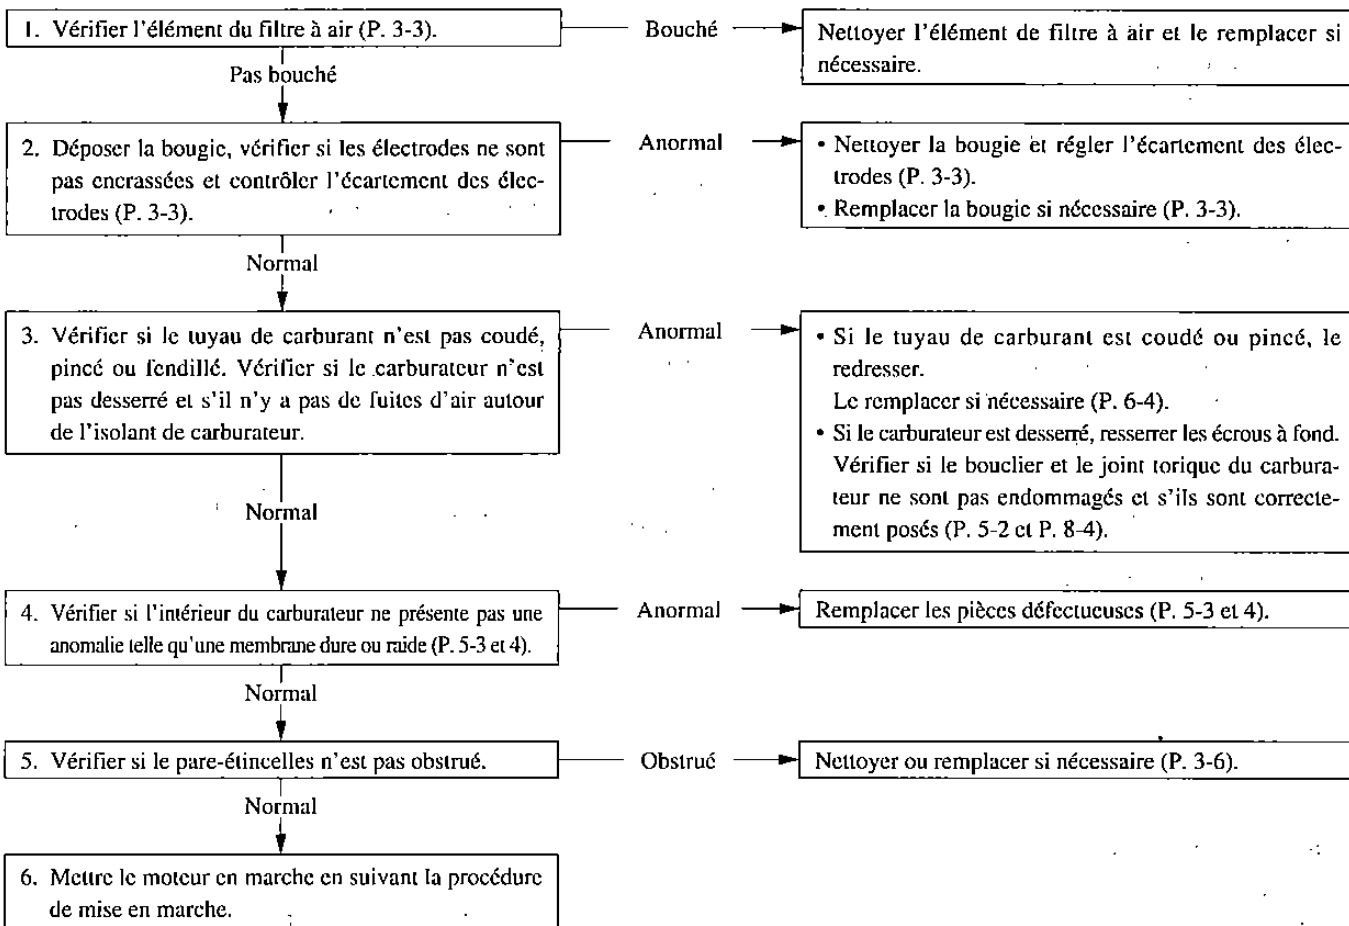 1. Vérifier l'élément du filtre à air (P. 3-3).
Bouché
Nettoyer l'élément de filtre à air et le remplacer si
nécessaire.
Pas bouché
2. Déposer la bougie, vérifier si les électrodes ne sont
pas encrassées et contrôler l'écartement des élec-
trodes (P. 3-3).
Anormal
• Nettoyer la bougie et régler l'écartement des élec-
trodes (P. 3-3).
• Remplacer la bougie si nécessaire (P. 3-3).
Normal
3. Vérifier si le tuyau de carburant n'est pas coudé,
pincé ou fendillé. Vérifier si le carburateur n'est
pas desserré et s'il n'y a pas de fuites d'air autour
de l'isolant de carburateur.
Anormal
• Si le tuyau de carburant est coudé ou pincé, le
redresser.
Le remplacer si nécessaire (P. 6-4).
• Si le carburateur est desserré, resserrer les écrous à fond.
Vérifier si le bouclier et le joint torique du carbura-
teur ne sont pas endommagés et s'ils sont correcte-
ment posés (P. 5-2 et P. 8-4).
Normal
4. Vérifier si l'intérieur du carburateur ne présente pas une
anomalie telle qu'une membrane dure ou raide (P. 5-3 et 4).
Anormal
Remplacer les pièces défectueuses (P. 5-3 et 4).
Normal
5. Vérifier si le pare-étincelles n'est pas obstrué.
Obstrué
Nettoyer ou remplacer si nécessaire (P. 3-6).
Normal
6. Mettre le moteur en marche en suivant la procédure
de mise en marche.